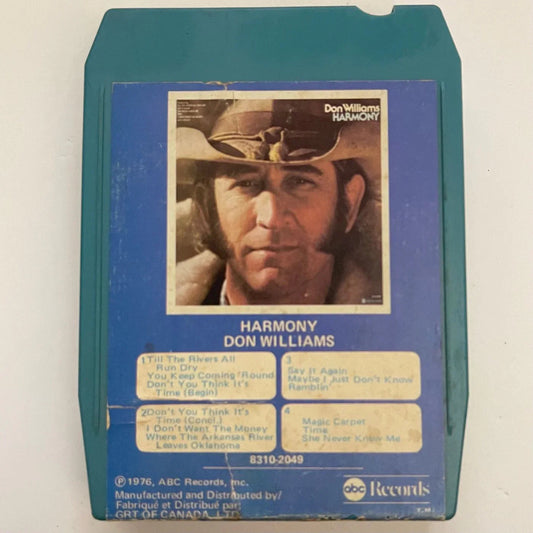 Don Williams
HARMONY
HARMONY
DON WILLIAMS
1 Till The Rivers All
Run Dry
You Keep Coming 'Round
Don't You Think It's
Time (Begin)
3
Say It Again
Maybe I Just Don't Know
Ramblin'
2 Don't You Think It's
Time (Concl.)
I Don't Want The Money
Where The Arkansas River
Leaves Oklahoma
4
Magic Carpet
Time
She Never Knew Me
8310-2049
Ⓟ1976, ABC Records, Inc.
Manufactured and Distributed by/
Fabriqué et Distribué par:
GRT OF CANADA, LTD
abc Records
T.M.